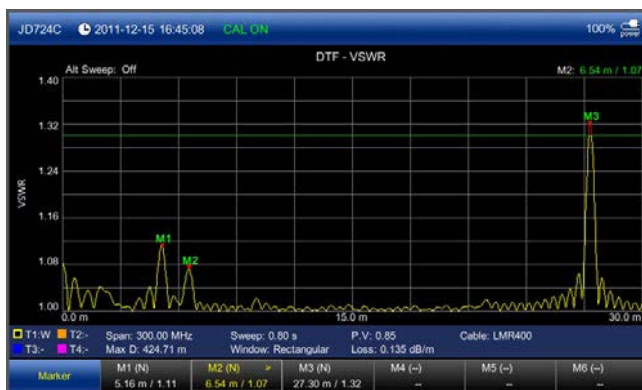 JD724C 2011-12-15 16:45:08 CAL ON 100% power
DTF - VSWR
Alt Sweep: Off M2: 6.54 m / 1.07
1.40
1.32
1.24
1.16
1.08
1.00
VSWR
M1
M2
M3
0.0 m 15.0 m 30.0 m
T1:W T2:- Span: 300.00 MHz Sweep: 0.80 s P.V: 0.85 Cable: LMR400
T3:- T4:- Max D: 424.71 m Window: Rectangular Loss: 0.135 dB/m
Marker
M1 (N) M2 (N) > M3 (N) M4 (--) M5 (--) M6 (--)
5.16 m / 1.11 6.54 m / 1.07 27.30 m / 1.32 -- -- --